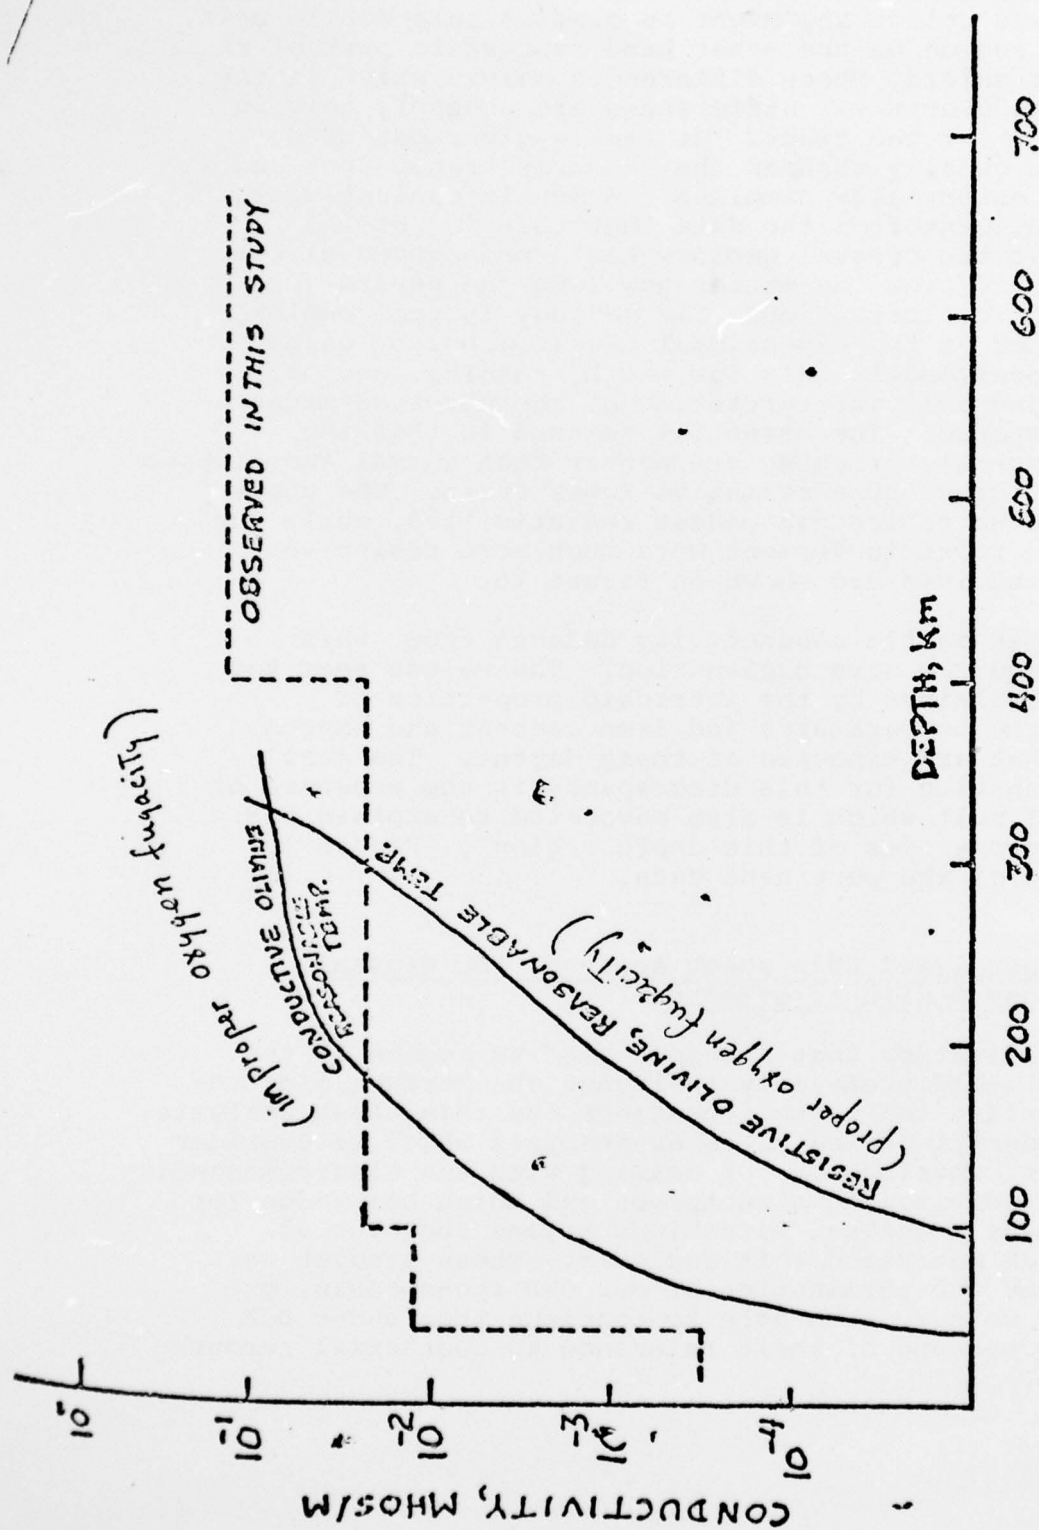 CONDUCTIVITY, MHOS/M
10⁻¹
10⁻²
10⁻³
10⁻⁴
(improper oxygen fugacity)
CONDUCTIVE OLIVINE
REASONABLE
TEMP.
OBSERVED IN THIS STUDY
RESISTIVE OLIVINE, REASONABLE TEMP.
(proper oxygen fugacity)
DEPTH, Km
100
200
300
400
500
600
700